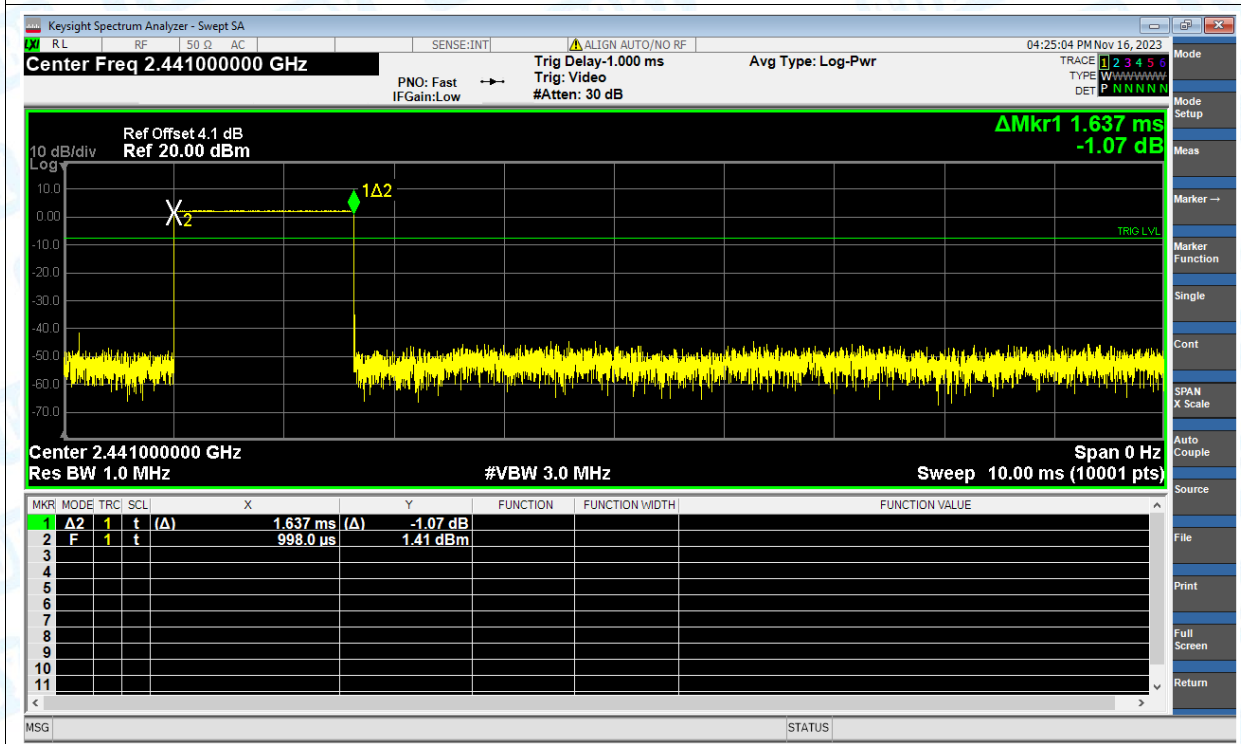 Keysight Spectrum Analyzer - Swept SA
LXI RL RF 50 Ω AC SENSE:INT ALIGN AUTO/NO RF 04:25:04 PM Nov 16, 2023
Center Freq 2.441000000 GHz
PNO: Fast
IFGain:Low
Trig Delay-1.000 ms
Trig: Video
#Atten: 30 dB
Avg Type: Log-Pwr
TRACE 1 2 3 4 5 6
TYPE WWWWWW
DET P N N N N N
ΔMkr1 1.637 ms
-1.07 dB
Ref Offset 4.1 dB
10 dB/div Ref 20.00 dBm
Log
10.0
0.00
-10.0
-20.0
-30.0
-40.0
-50.0
-60.0
-70.0
1Δ2
X2
TRIG LVL
Center 2.441000000 GHz Span 0 Hz
Res BW 1.0 MHz #VBW 3.0 MHz Sweep 10.00 ms (10001 pts)
MKR MODE TRC SCL X Y FUNCTION FUNCTION WIDTH FUNCTION VALUE
1 Δ2 1 t (Δ) 1.637 ms (Δ) -1.07 dB
2 F 1 t 998.0 µs 1.41 dBm
3
4
5
6
7
8
9
10
11
MSG STATUS
Mode
Mode
Setup
Meas
Marker →
Marker
Function
Single
Cont
SPAN
X Scale
Auto
Couple
Source
File
Print
Full
Screen
Return